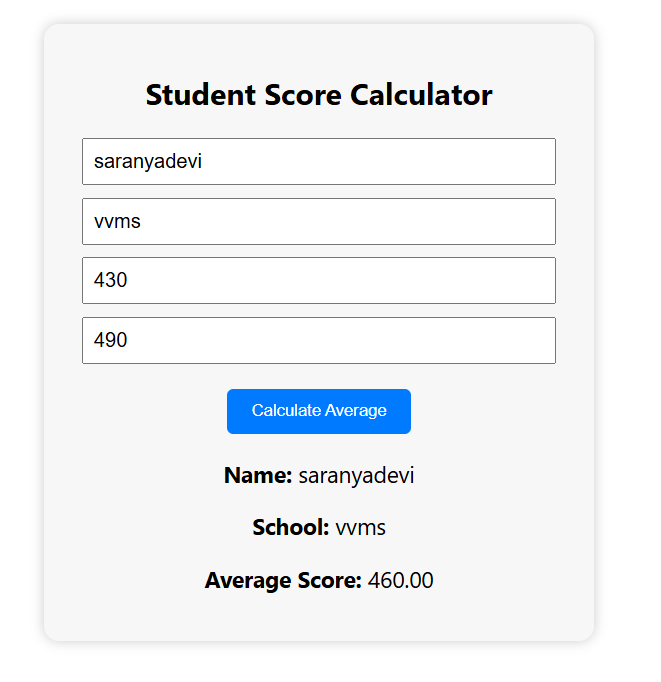 Student Score Calculator
saranyadevi
vvms
430
490
Calculate Average
Name: saranyadevi
School: vvms
Average Score: 460.00